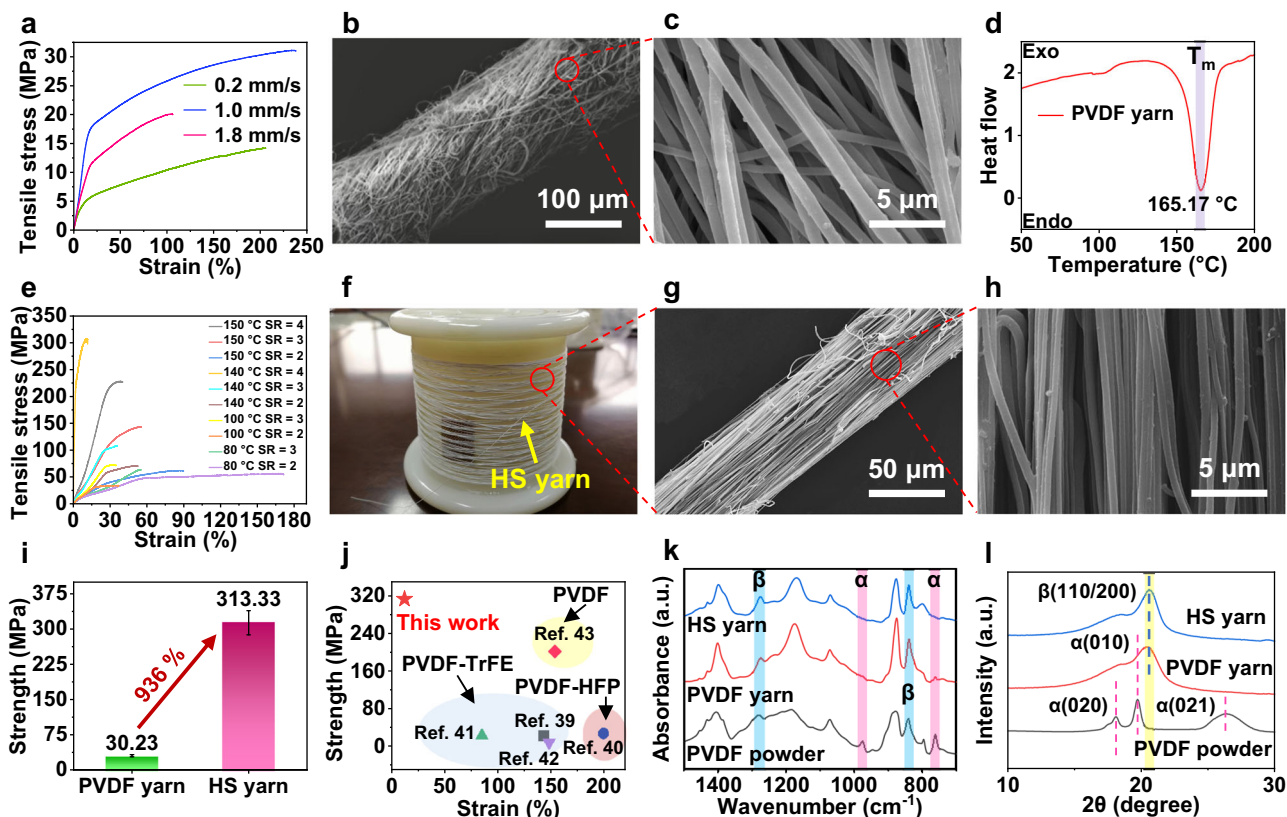 a
Tensile stress (MPa)
30
25
20
15
10
5
0
0 50 100 150 200 250
Strain (%)
0.2 mm/s
1.0 mm/s
1.8 mm/s
b
100 µm
c
5 µm
d
Exo
Endo
Heat flow
2
1
0
Tm
PVDF yarn
165.17 °C
50 100 150 200
Temperature (°C)
e
Tensile stress (MPa)
350
300
250
200
150
100
50
0
0 30 60 90 120 150 180
Strain (%)
150 °C SR = 4
150 °C SR = 3
150 °C SR = 2
140 °C SR = 4
140 °C SR = 3
140 °C SR = 2
100 °C SR = 3
100 °C SR = 2
80 °C SR = 3
80 °C SR = 2
f
HS yarn
g
50 µm
h
5 µm
i
Strength (MPa)
375
300
225
150
75
0
936 %
30.23
313.33
PVDF yarn HS yarn
j
Strength (MPa)
320
240
160
80
0
This work
PVDF
Ref. 43
PVDF-TrFE
PVDF-HFP
Ref. 41
Ref. 39
Ref. 42
Ref. 40
0 50 100 150 200
Strain (%)
k
Absorbance (a.u.)
β
α
α
HS yarn
PVDF yarn
β
PVDF powder
1400 1200 1000 800
Wavenumber (cm-1)
l
Intensity (a.u.)
β(110/200)
HS yarn
α(010)
PVDF yarn
α(020)
α(021)
PVDF powder
10 20 30
2θ (degree)